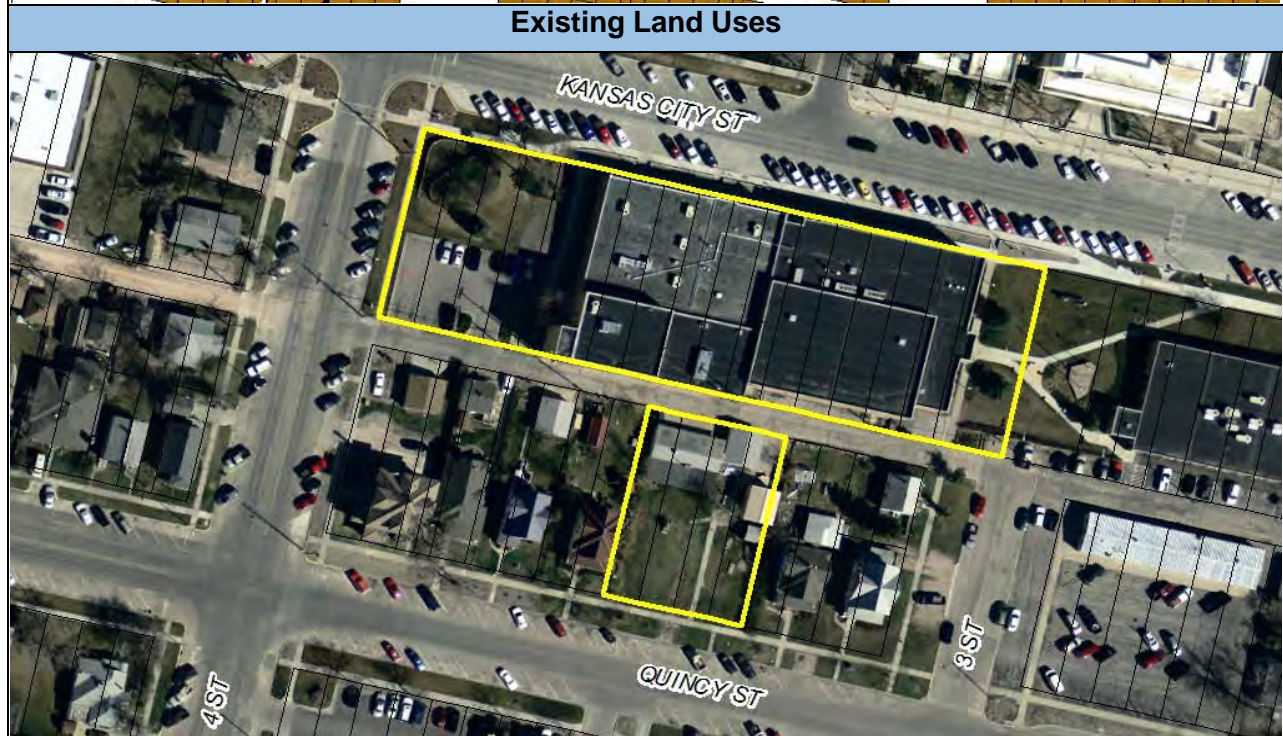 Existing Land Uses
KANSAS CITY ST
QUINCY ST
3 ST
4 ST